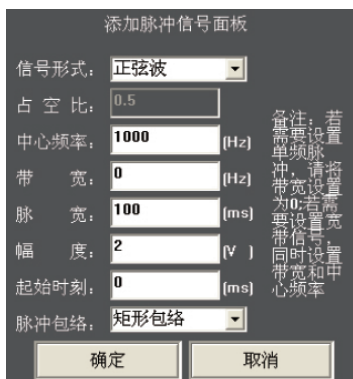 添加脉冲信号面板
信号形式: 正弦波
占 空 比: 0.5
中心频率: 1000 (Hz)
带 宽: 0 (Hz)
脉 宽: 100 (ms)
幅 度: 2 (V )
起始时刻: 0 (ms)
脉冲包络: 矩形包络
备注: 若
需要设置
单频脉
冲, 请将
带宽设置
为0;若需
要设置宽
带信号,
同时设置
带宽和中
心频率
确定 取消